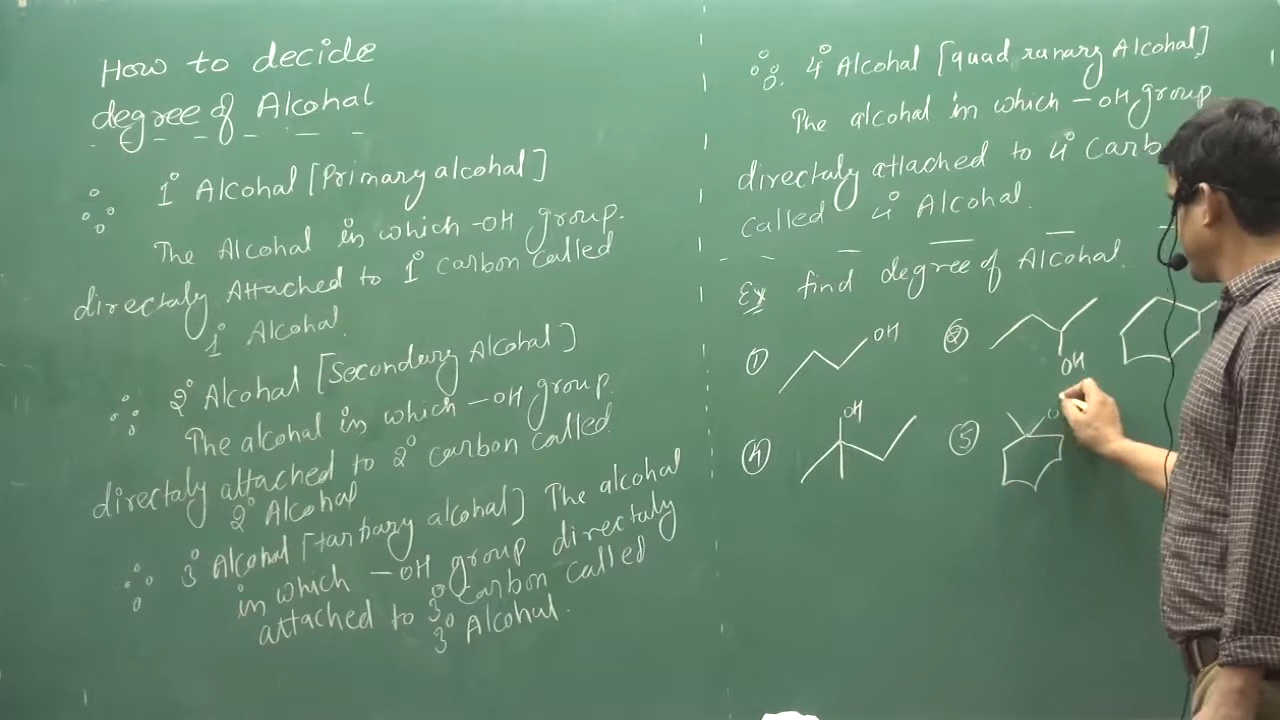 How to decide
degree of Alcohal
1° Alcohal [Primary alcohal]
The Alcohal in which -OH group.
directaly Attached to 1° carbon called
1° Alcohal.
2° Alcohal [Secondary Alcohal]
The alcohal in which -OH group.
directaly attached to 2° carbon called
2° Alcohal
3° Alcohal [tartiary alcohal] The alcohal
in which -OH group directaly
attached to 3° Carbon called
3° Alcohal.
4° Alcohal [quadranary Alcohal]
The alcohal in which -OH group
directaly attached to 4° Carb
called 4° Alcohal.
Ex find degree of Alcohal.
① OH ② OH
④ OH ⑤ O